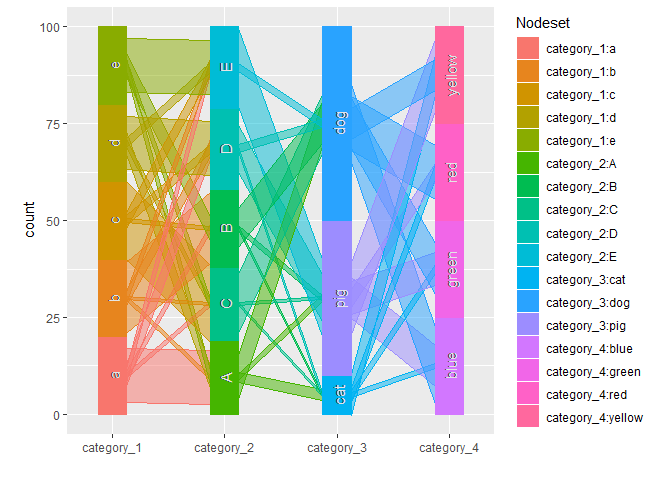 count
100
75
50
25
0
e
d
c
b
a
E
D
B
C
A
dog
pig
cat
yellow
red
green
blue
category_1 category_2 category_3 category_4
Nodeset
category_1:a
category_1:b
category_1:c
category_1:d
category_1:e
category_2:A
category_2:B
category_2:C
category_2:D
category_2:E
category_3:cat
category_3:dog
category_3:pig
category_4:blue
category_4:green
category_4:red
category_4:yellow